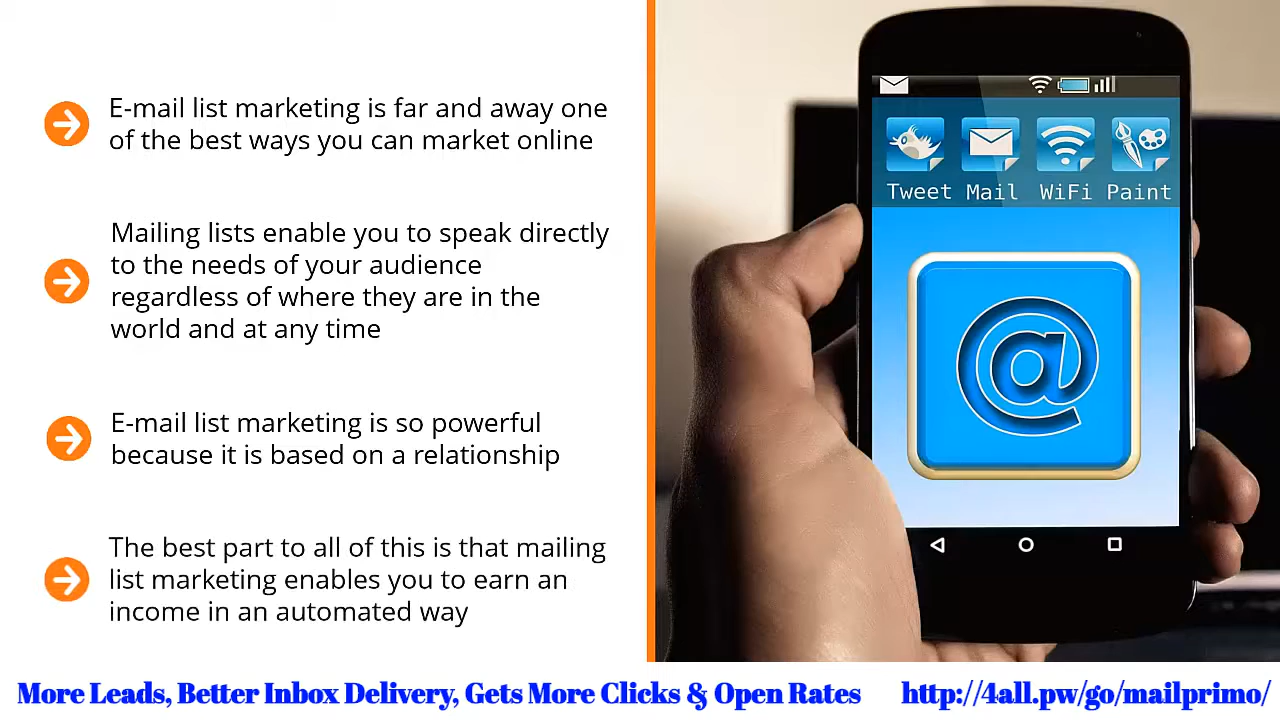 E-mail list marketing is far and away one
of the best ways you can market online
Mailing lists enable you to speak directly
to the needs of your audience
regardless of where they are in the
world and at any time
E-mail list marketing is so powerful
because it is based on a relationship
The best part to all of this is that mailing
list marketing enables you to earn an
income in an automated way
Tweet Mail WiFi Paint
@
More Leads, Better Inbox Delivery, Gets More Clicks & Open Rates http://4all.pw/go/mailprimo/